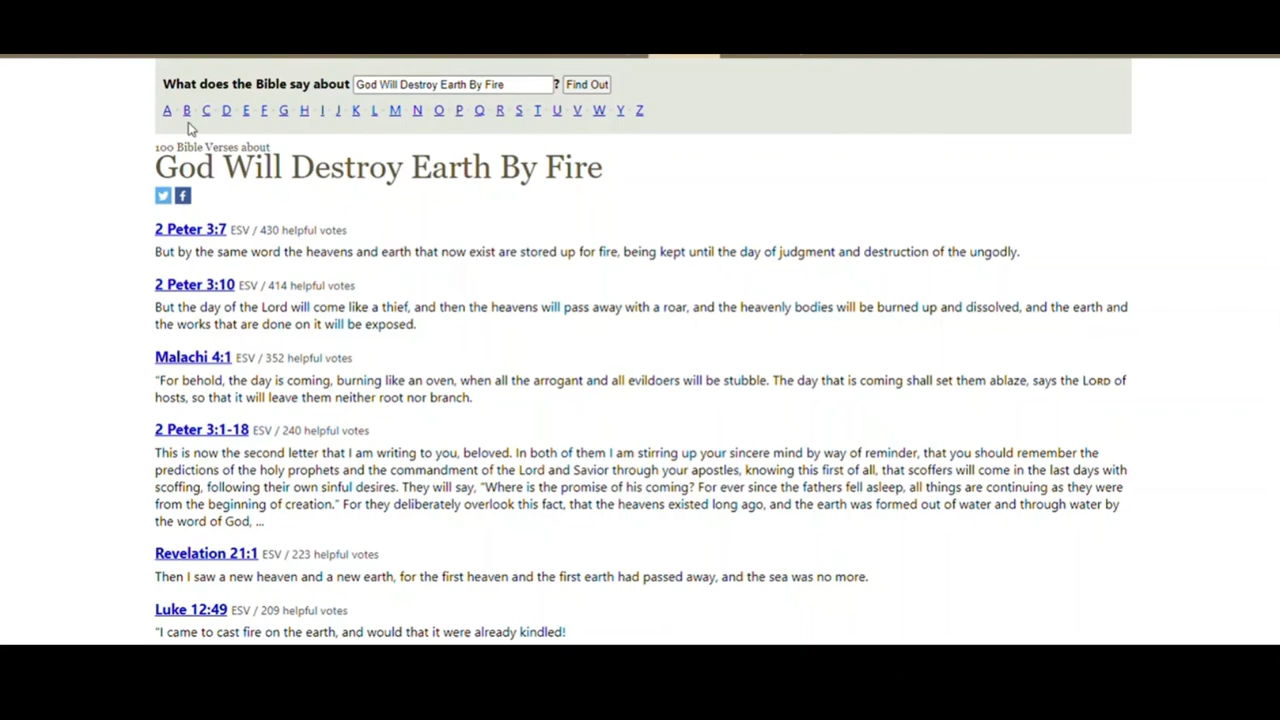 What does the Bible say about God Will Destroy Earth By Fire ? Find Out
A B C D E F G H I J K L M N O P Q R S T U V W Y Z
100 Bible Verses about
God Will Destroy Earth By Fire
2 Peter 3:7 ESV / 430 helpful votes
But by the same word the heavens and earth that now exist are stored up for fire, being kept until the day of judgment and destruction of the ungodly.
2 Peter 3:10 ESV / 414 helpful votes
But the day of the Lord will come like a thief, and then the heavens will pass away with a roar, and the heavenly bodies will be burned up and dissolved, and the earth and
the works that are done on it will be exposed.
Malachi 4:1 ESV / 352 helpful votes
“For behold, the day is coming, burning like an oven, when all the arrogant and all evildoers will be stubble. The day that is coming shall set them ablaze, says the LORD of
hosts, so that it will leave them neither root nor branch.
2 Peter 3:1-18 ESV / 240 helpful votes
This is now the second letter that I am writing to you, beloved. In both of them I am stirring up your sincere mind by way of reminder, that you should remember the
predictions of the holy prophets and the commandment of the Lord and Savior through your apostles, knowing this first of all, that scoffers will come in the last days with
scoffing, following their own sinful desires. They will say, “Where is the promise of his coming? For ever since the fathers fell asleep, all things are continuing as they were
from the beginning of creation.” For they deliberately overlook this fact, that the heavens existed long ago, and the earth was formed out of water and through water by
the word of God, ...
Revelation 21:1 ESV / 223 helpful votes
Then I saw a new heaven and a new earth, for the first heaven and the first earth had passed away, and the sea was no more.
Luke 12:49 ESV / 209 helpful votes
“I came to cast fire on the earth, and would that it were already kindled!